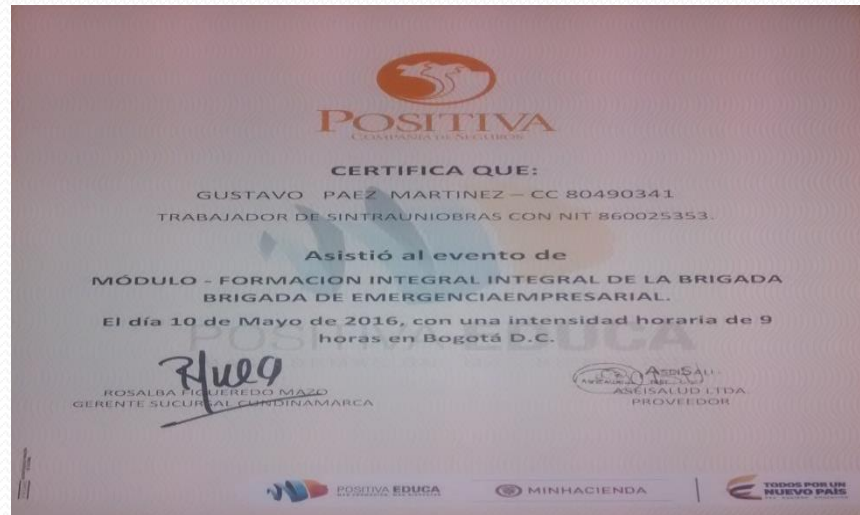 POSITIVA
COMPAÑÍA DE SEGUROS
CERTIFICA QUE:
GUSTAVO PAEZ MARTINEZ – CC 80490341
TRABAJADOR DE SINTRAUNIOBRAS CON NIT 860025353.
Asistió al evento de
MÓDULO - FORMACION INTEGRAL INTEGRAL DE LA BRIGADA
BRIGADA DE EMERGENCIAEMPRESARIAL.
El día 10 de Mayo de 2016, con una intensidad horaria de 9
horas en Bogotá D.C.
POSITIVA EDUCA
ROSALBA FIGUEREDO MAZO
GERENTE SUCURSAL CUNDINAMARCA
ASEISALUD LTDA.
PROVEEDOR
POSITIVA EDUCA
MINHACIENDA
TODOS POR UN
NUEVO PAÍS